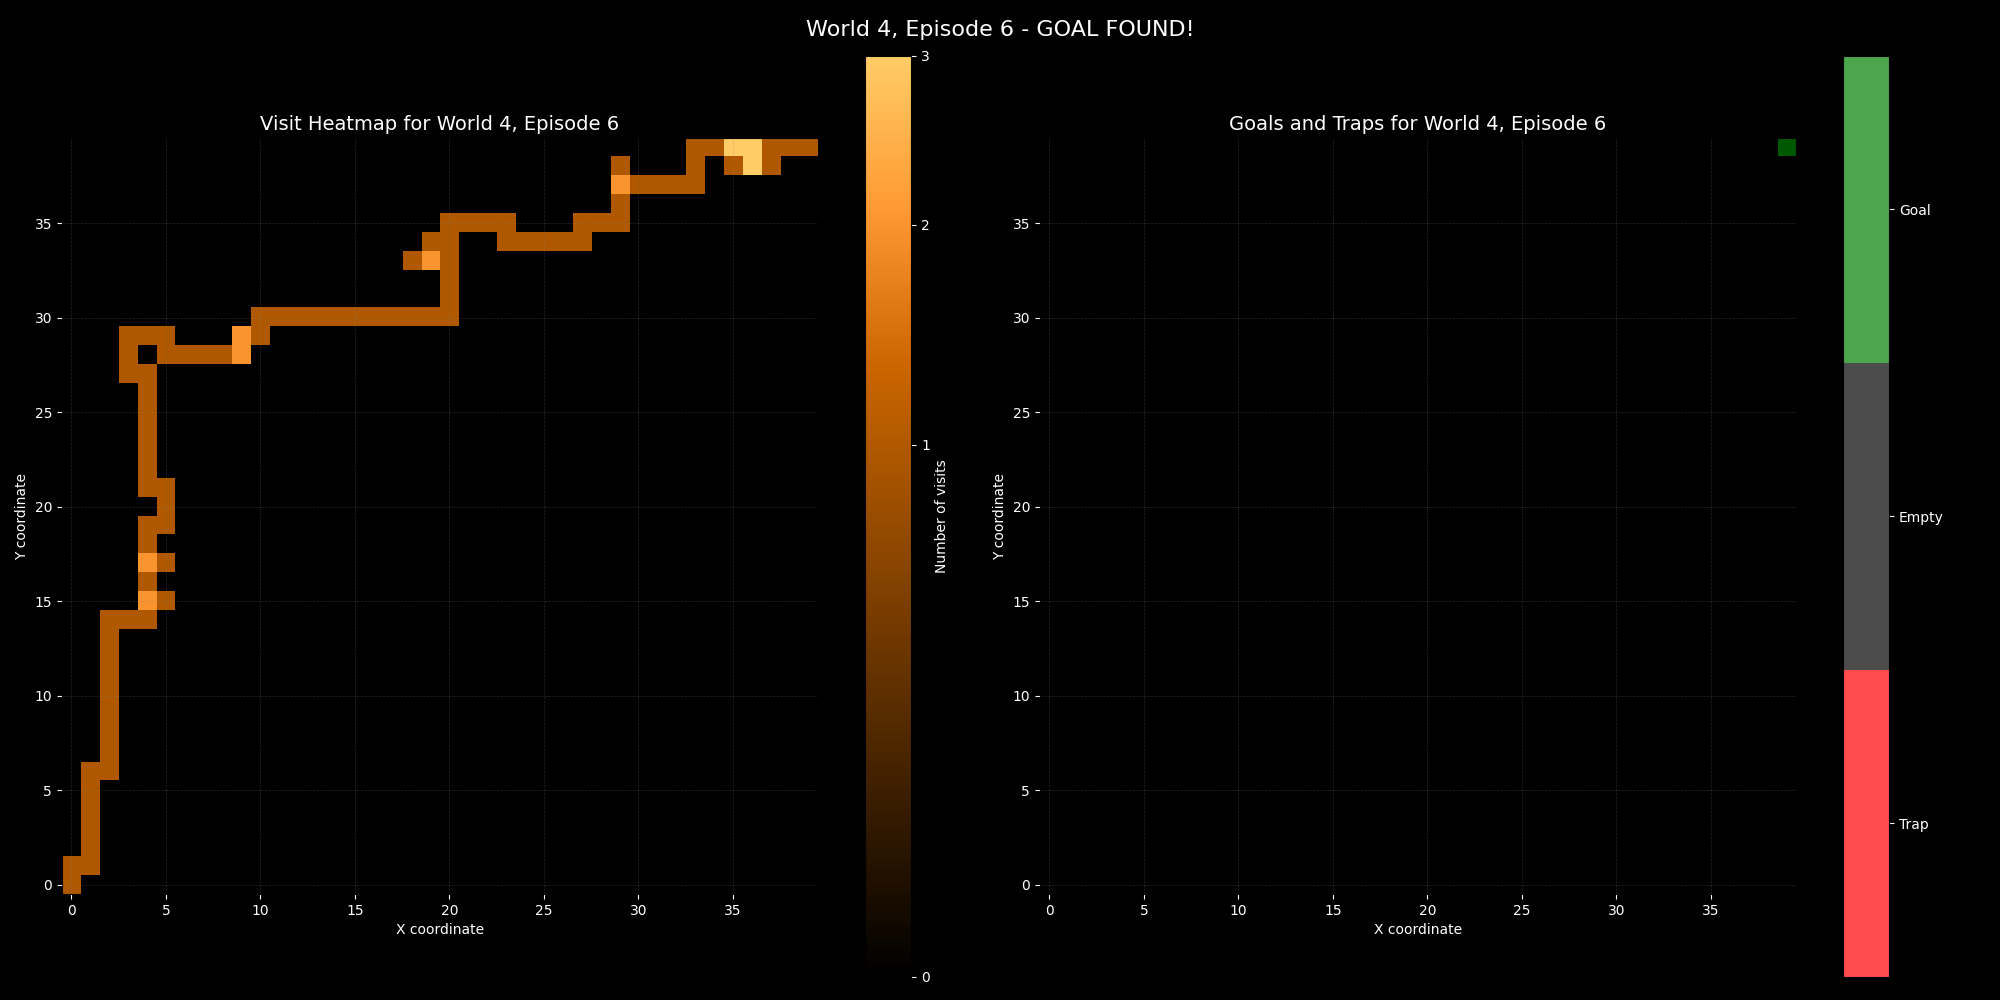 World 4, Episode 6 - GOAL FOUND!
Visit Heatmap for World 4, Episode 6
35
30
25
20
15
10
5
0
Y coordinate
0 5 10 15 20 25 30 35
X coordinate
3
2
1
0
Number of visits
Goals and Traps for World 4, Episode 6
35
30
25
20
15
10
5
0
Y coordinate
0 5 10 15 20 25 30 35
X coordinate
Goal
Empty
Trap